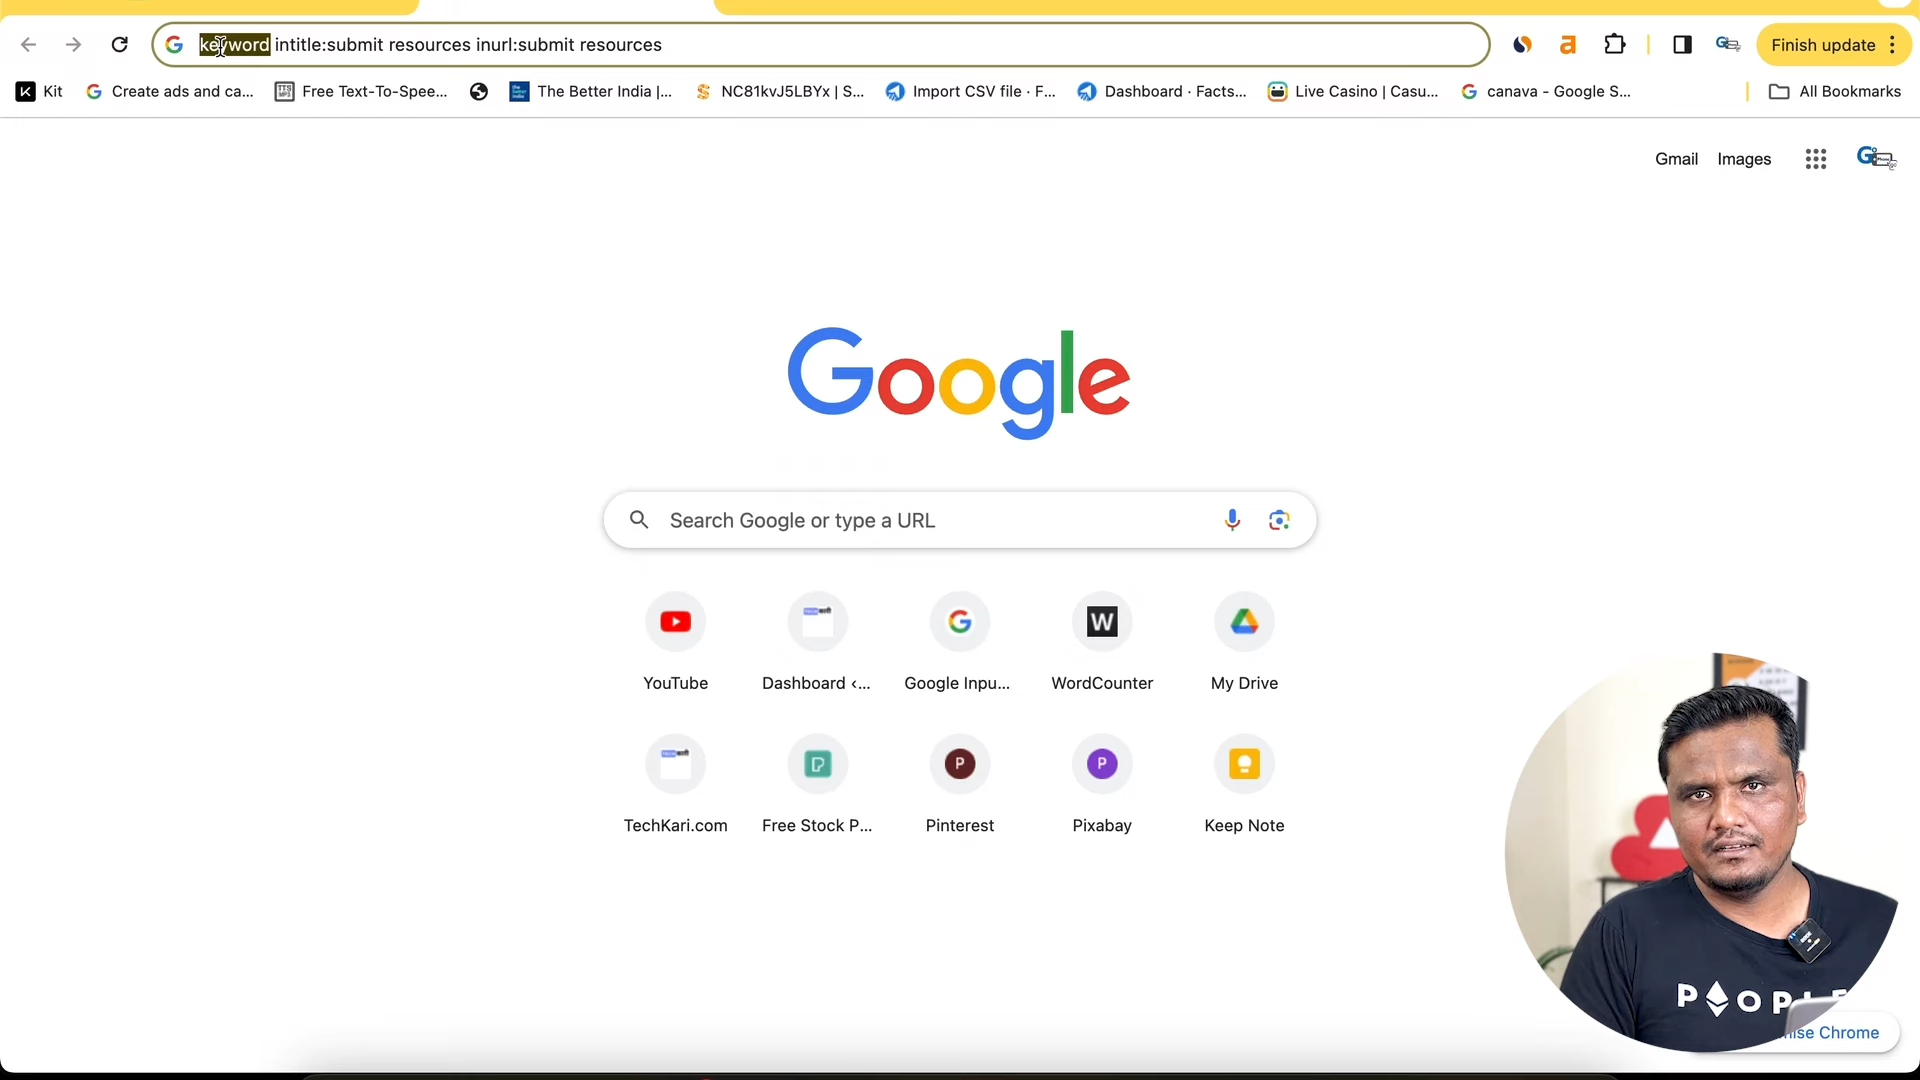 keyword intitle:submit resources inurl:submit resources
Finish update
Kit
Create ads and ca...
Free Text-To-Spee...
The Better India |...
NC81kvJ5LBYx | S...
Import CSV file · F...
Dashboard · Facts...
Live Casino | Casu...
canava - Google S...
All Bookmarks
Gmail
Images
Google
Search Google or type a URL
YouTube
Dashboard ‹...
Google Inpu...
WordCounter
My Drive
TechKari.com
Free Stock P...
Pinterest
Pixabay
Keep Note
Chrome